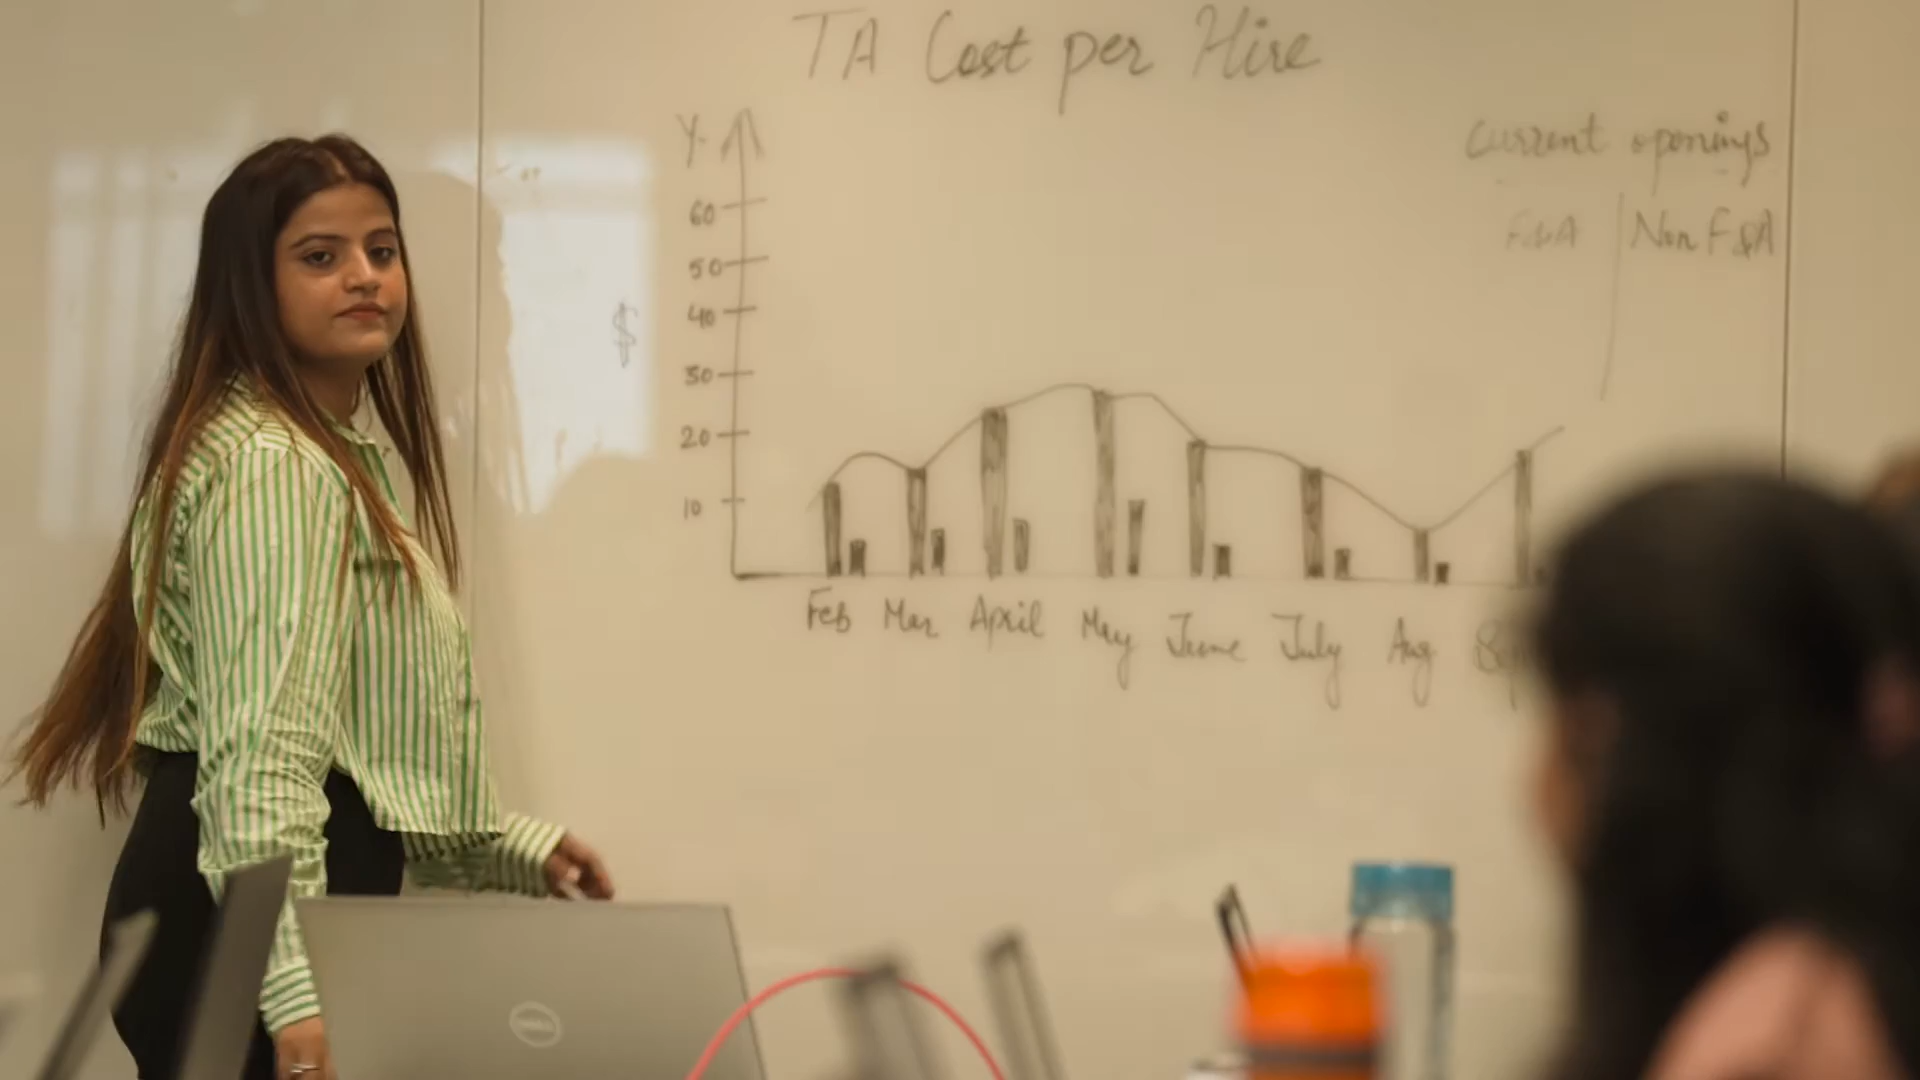 TA Cost per Hire
Y
60
50
40
30
20
10
$
Feb Mar April May June July Aug Sep
Current openings
F&A Non F&A
DELL